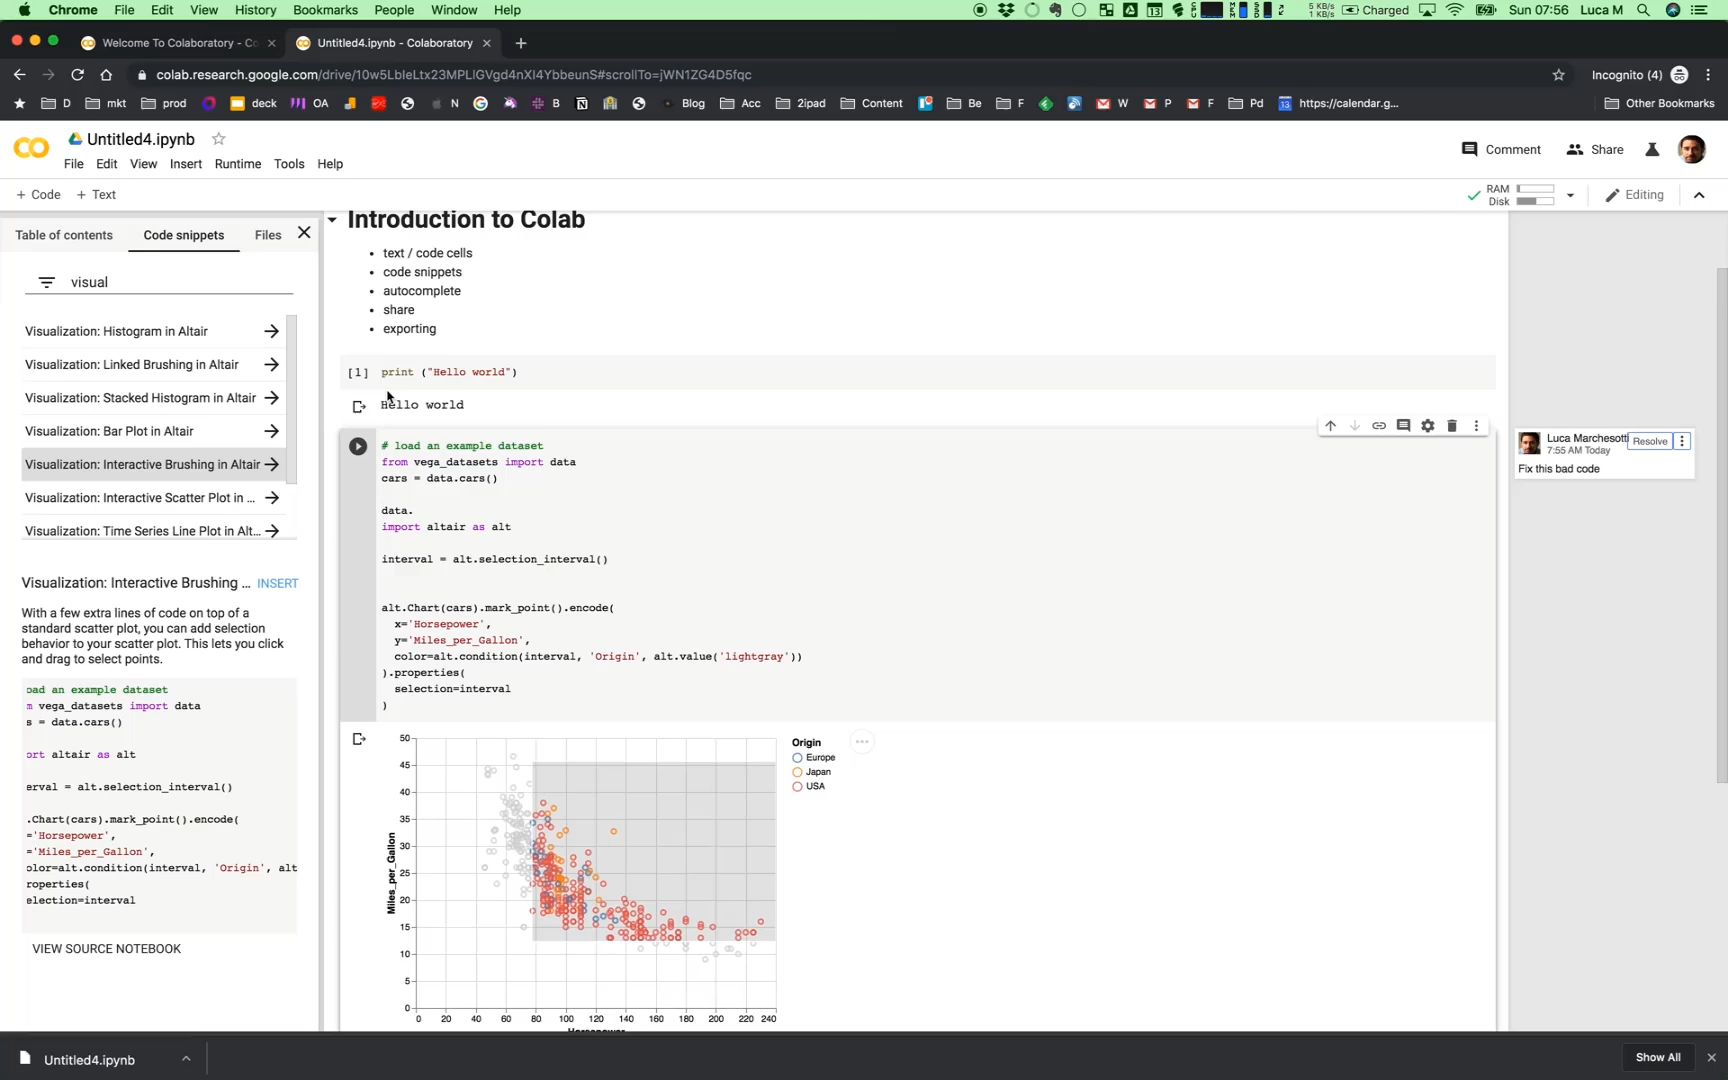 Chrome File Edit View History Bookmarks People Window Help 5 KB/s 1 KB/s Charged Sun 07:56 Luca M
Welcome To Colaboratory - Co Untitled4.ipynb - Colaboratory
colab.research.google.com/drive/10w5LbIeLtx23MPLIGVgd4nXI4YbbeunS#scrollTo=jWN1ZG4D5fqc Incognito (4)
D mkt prod deck OA N B Blog Acc 2ipad Content Be F W P F Pd https://calendar.g... Other Bookmarks
Untitled4.ipynb
File Edit View Insert Runtime Tools Help
Comment Share
+ Code + Text
RAM
Disk
Editing
Table of contents Code snippets Files
visual
Visualization: Histogram in Altair
Visualization: Linked Brushing in Altair
Visualization: Stacked Histogram in Altair
Visualization: Bar Plot in Altair
Visualization: Interactive Brushing in Altair
Visualization: Interactive Scatter Plot in ...
Visualization: Time Series Line Plot in Alt...
Visualization: Interactive Brushing ... INSERT
With a few extra lines of code on top of a
standard scatter plot, you can add selection
behavior to your scatter plot. This lets you click
and drag to select points.
oad an example dataset
m vega_datasets import data
s = data.cars()
ort altair as alt
erval = alt.selection_interval()
.Chart(cars).mark_point().encode(
='Horsepower',
='Miles_per_Gallon',
olor=alt.condition(interval, 'Origin', alt
roperties(
election=interval
VIEW SOURCE NOTEBOOK
Introduction to Colab
• text / code cells
• code snippets
• autocomplete
• share
• exporting
[1] print ("Hello world")
Hello world
# load an example dataset
from vega_datasets import data
cars = data.cars()
data.
import altair as alt
interval = alt.selection_interval()
alt.Chart(cars).mark_point().encode(
x='Horsepower',
y='Miles_per_Gallon',
color=alt.condition(interval, 'Origin', alt.value('lightgray'))
).properties(
selection=interval
)
50
45
40
35
30
25
20
15
10
5
0
Miles_per_Gallon
0 20 40 60 80 100 120 140 160 180 200 220 240
Horsepower
Origin
Europe
Japan
USA
Luca Marchesotti Resolve
7:55 AM Today
Fix this bad code
Untitled4.ipynb
Show All